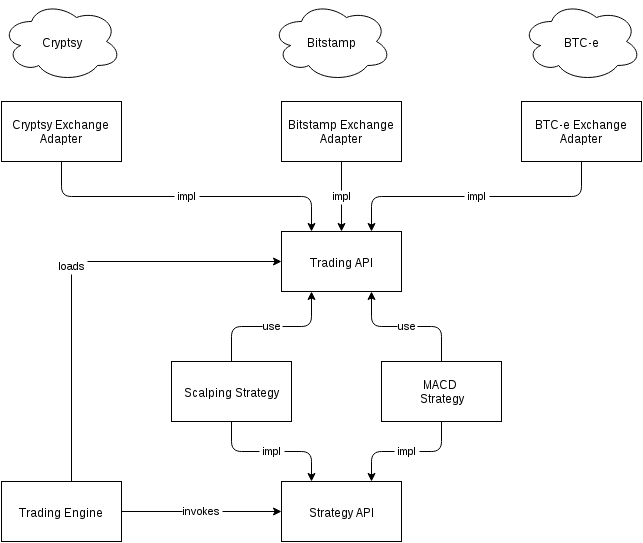 Cryptsy
Bitstamp
BTC-e
Cryptsy Exchange
Adapter
Bitstamp Exchange
Adapter
BTC-e Exchange
Adapter
impl
impl
impl
loads
Trading API
use
use
Scalping Strategy
MACD
Strategy
impl
impl
Trading Engine
invokes
Strategy API